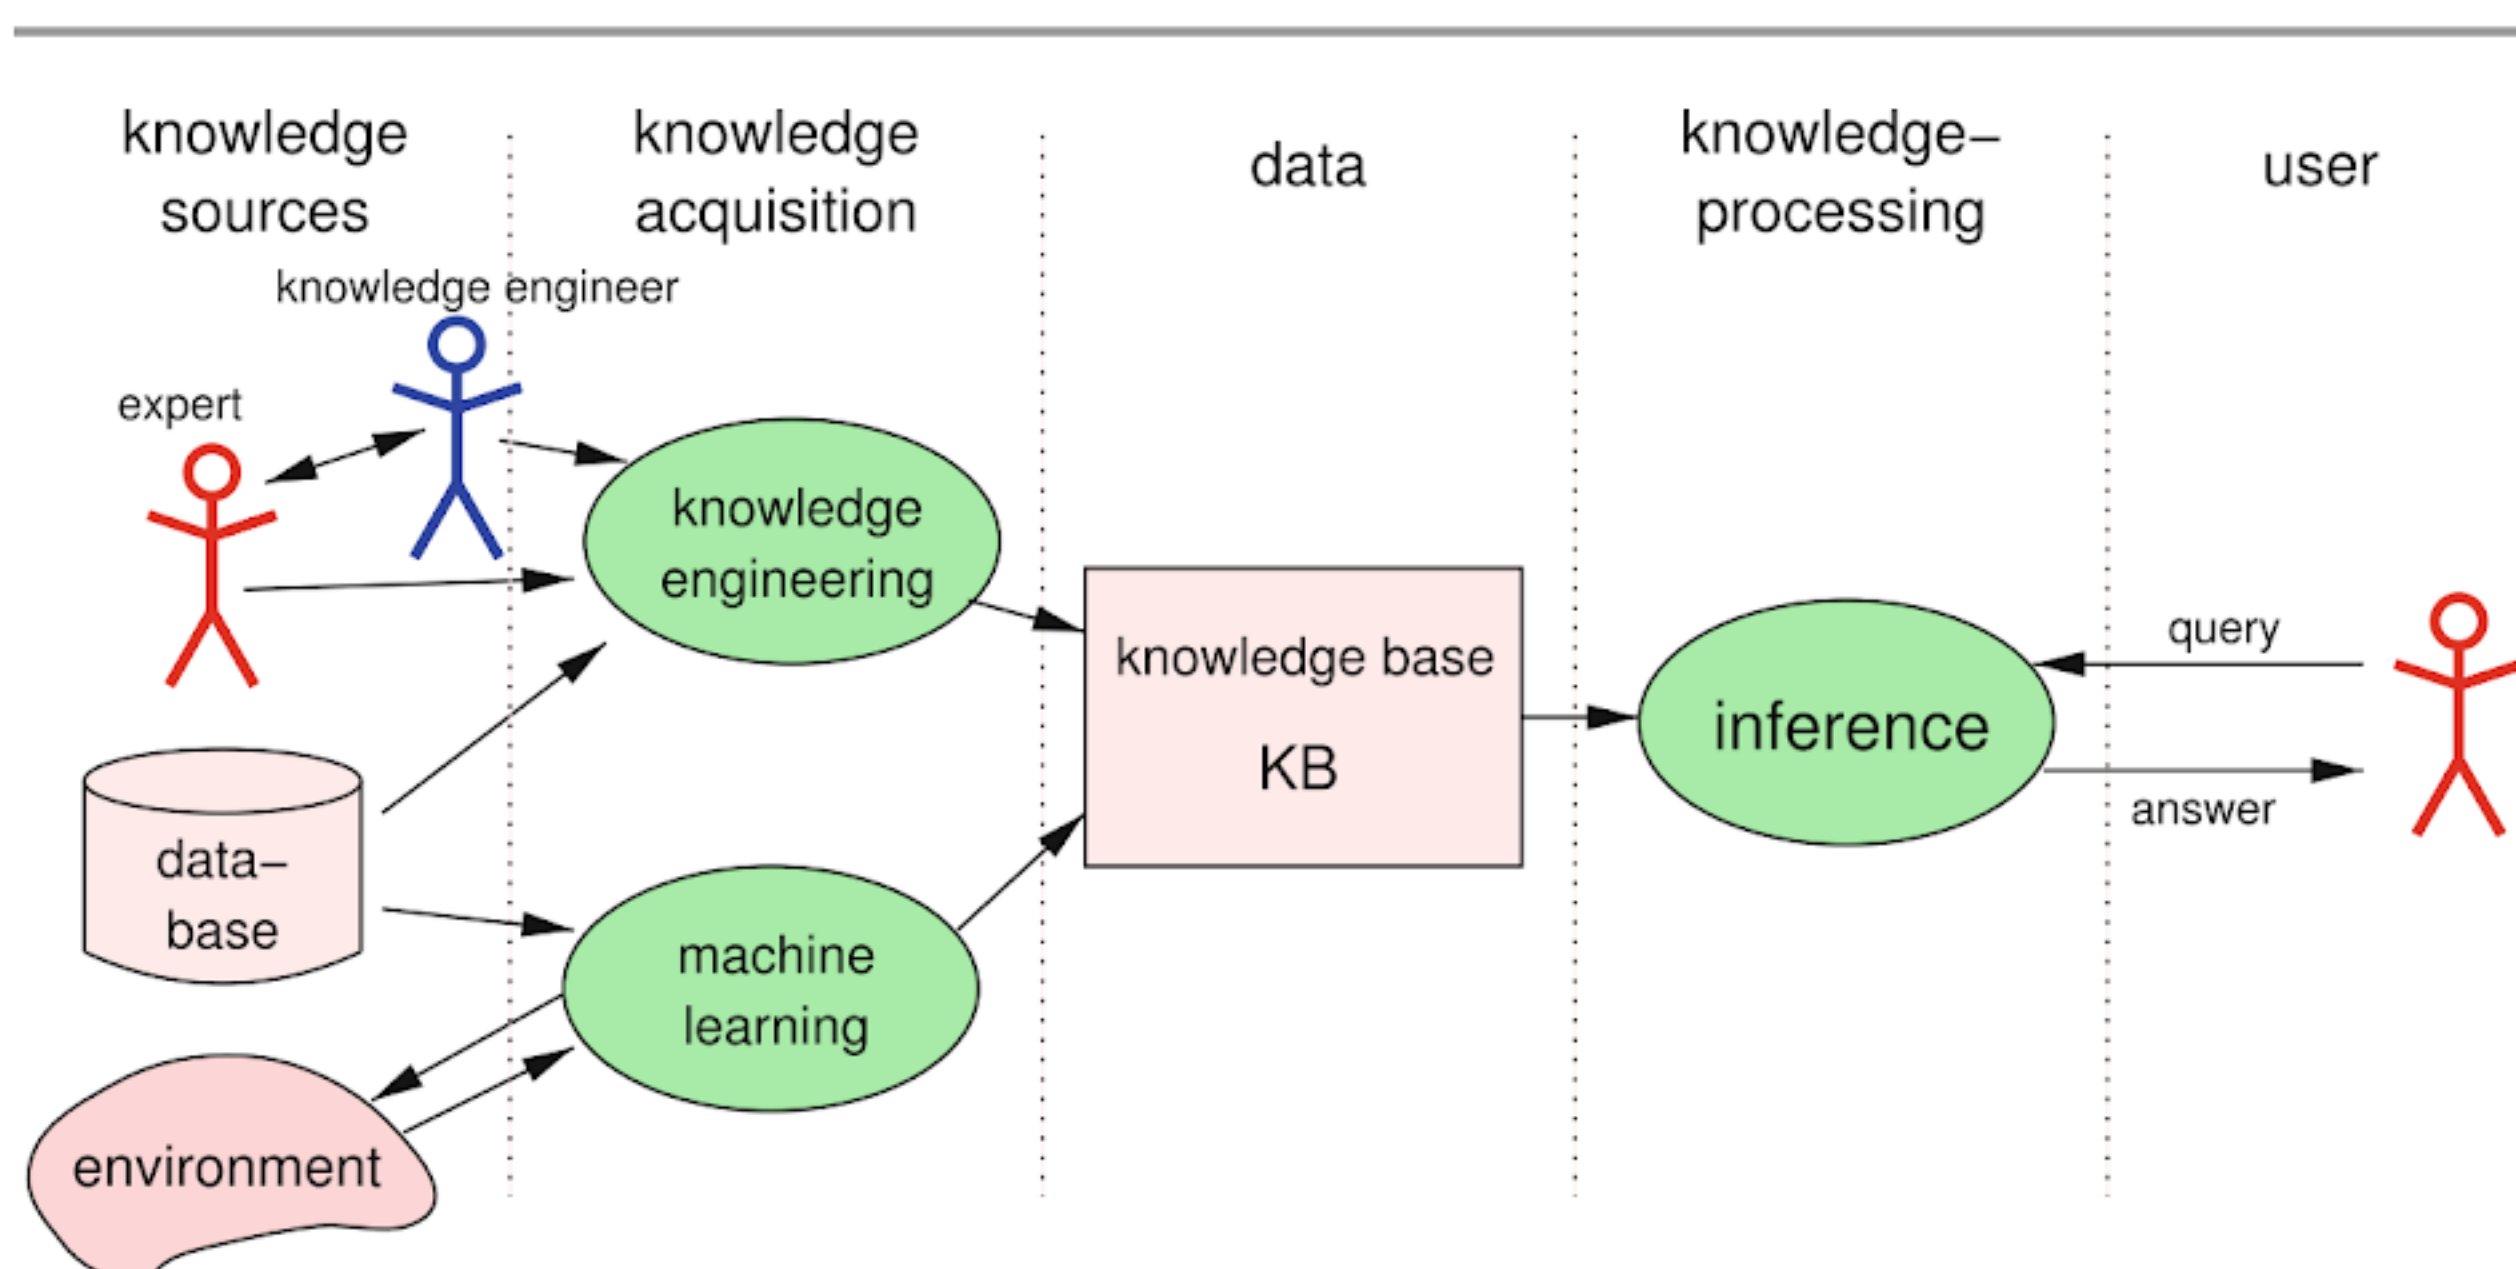 knowledge
sources
knowledge
acquisition
data
knowledge–
processing
user
knowledge engineer
expert
knowledge
engineering
data–
base
machine
learning
environment
knowledge base
KB
inference
query
answer